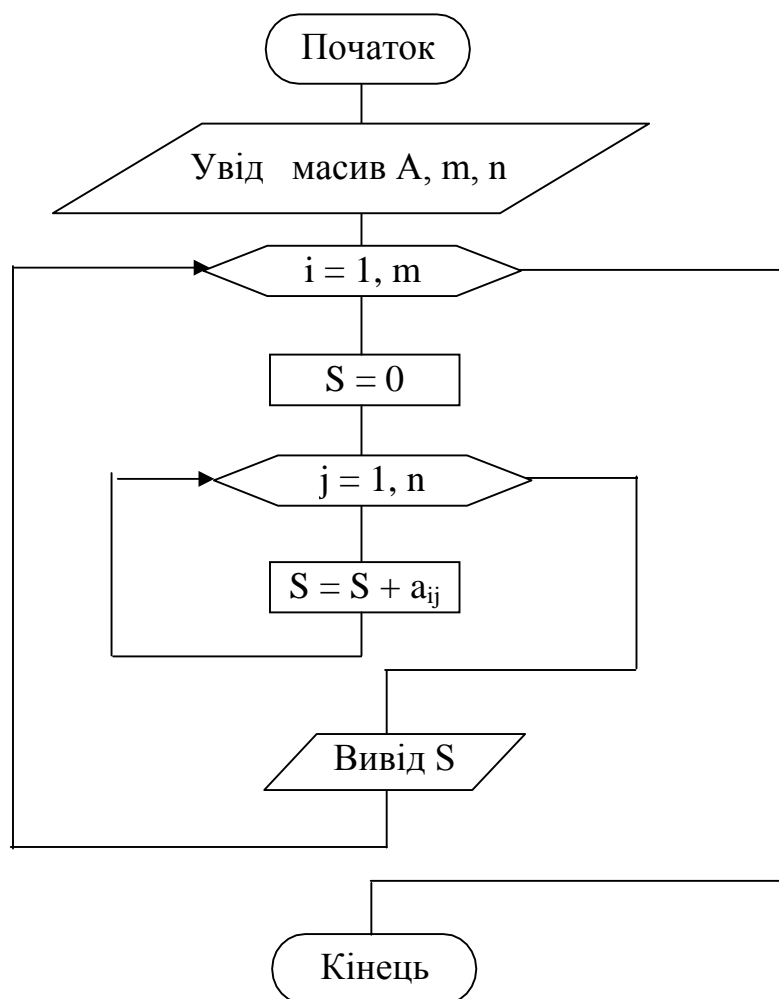 Початок
Увід масив А, m, n
i = 1, m
S = 0
j = 1, n
S = S + aij
Вивід S
Кінець